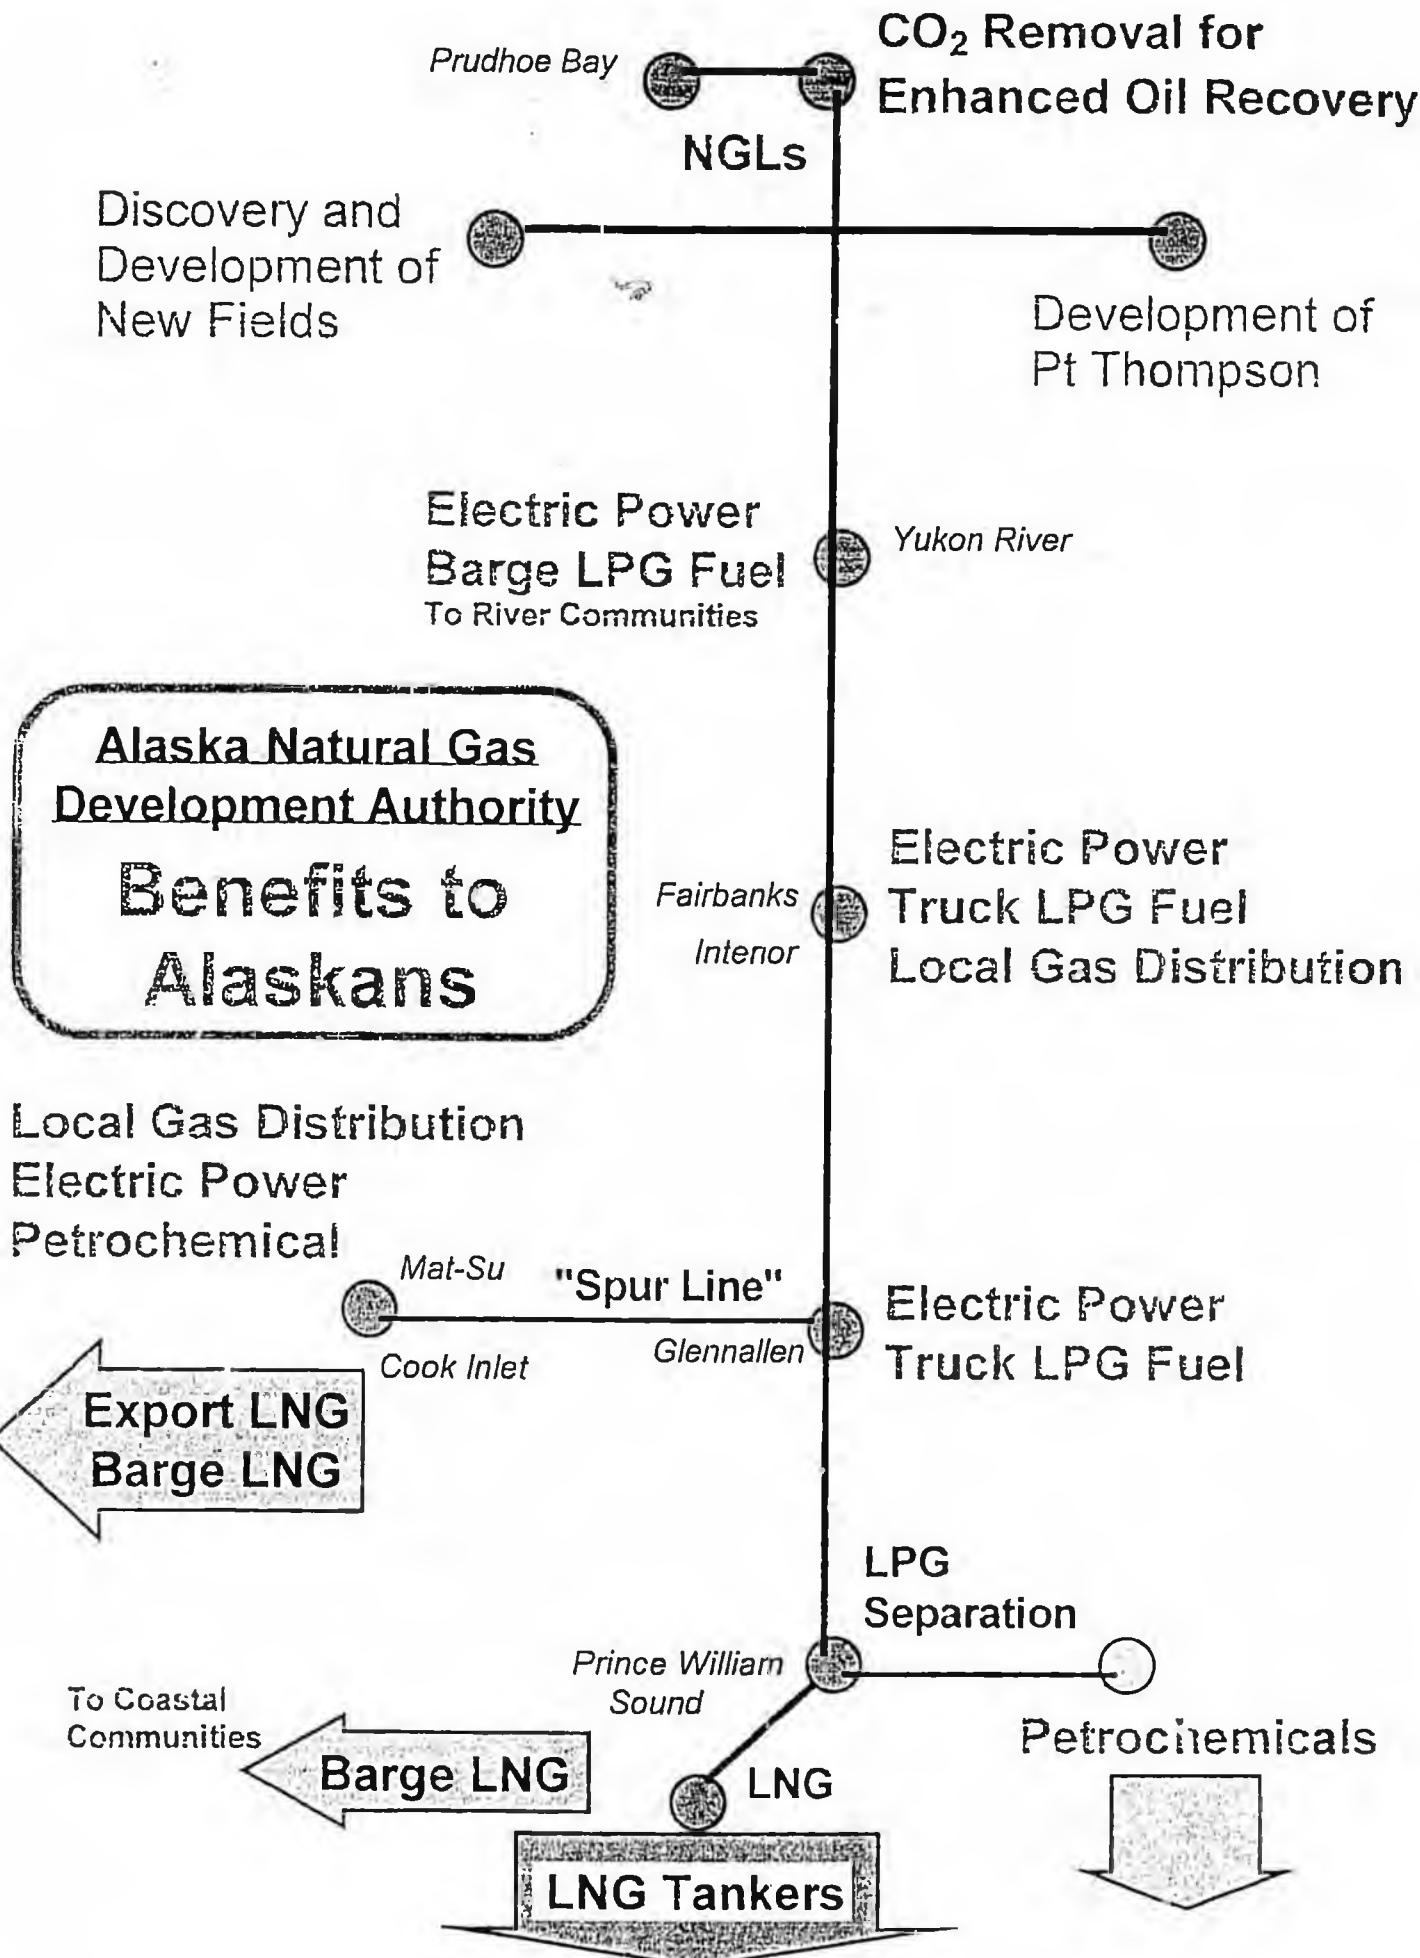 CO₂ Removal for
Enhanced Oil Recovery
Prudhoe Bay
NGLs
Discovery and
Development of
New Fields
Development of
Pt Thompson
Electric Power
Barge LPG Fuel
To River Communities
Yukon River
Alaska Natural Gas
Development Authority
Benefits to
Alaskans
Fairbanks
Interior
Electric Power
Truck LPG Fuel
Local Gas Distribution
Local Gas Distribution
Electric Power
Petrochemical
Mat-Su
"Spur Line"
Cook Inlet
Glennallen
Electric Power
Truck LPG Fuel
Export LNG
Barge LNG
LPG
Separation
Prince William
Sound
To Coastal
Communities
Barge LNG
LNG
Petrochemicals
LNG Tankers